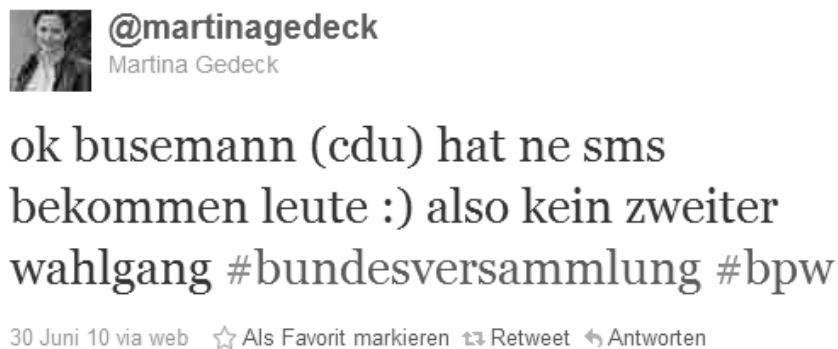 @martinagedeck
Martina Gedeck
ok busemann (cdu) hat ne sms
bekommen leute :) also kein zweiter
wahlgang #bundesversammlung #bpw
30 Juni 10 via web Als Favorit markieren Retweet Antworten